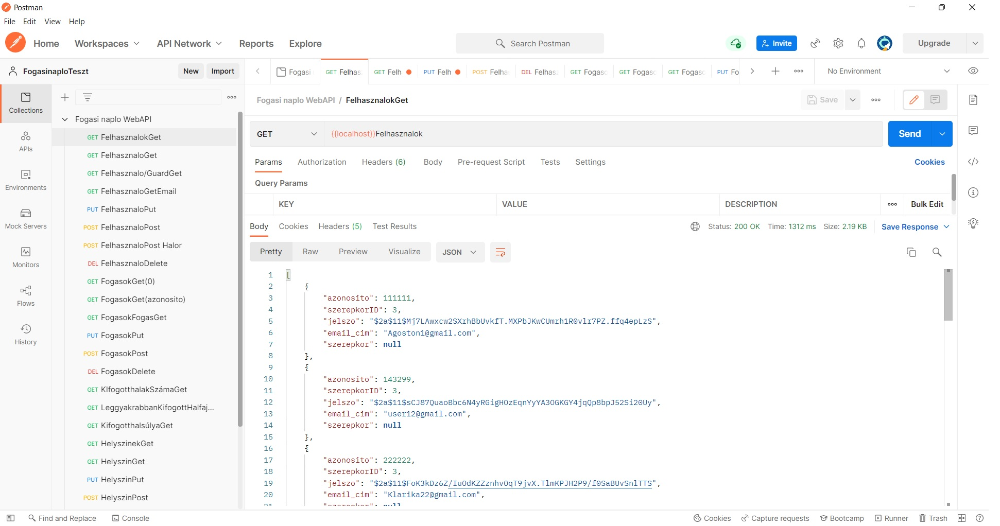 Postman
File Edit View Help
Home Workspaces API Network Reports Explore Search Postman Invite Upgrade
FogasinaploTeszt New Import
Fogasi GET Felhas GET Felh PUT Felh POST Felha DEL Felhas GET Fogaso GET Fogaso GET Fogaso PUT Fo No Environment
Collections
APIs
Environments
Mock Servers
Monitors
Flows
History
Fogasi naplo WebAPI
GET FelhasznalokGet
GET FelhasznaloGet
GET Felhasznalo/GuardGet
GET FelhasznaloGetEmail
PUT FelhasznaloPut
POST FelhasznaloPost
POST FelhasznaloPost Halor
DEL FelhasznaloDelete
GET FogasokGet(0)
GET FogasokGet(azonosito)
GET FogasokFogasGet
PUT FogasokPut
POST FogasokPost
DEL FogasokDelete
GET KIfogotthalakSzámaGet
GET LeggyakrabbanKifogottHalfaj...
GET KifogotthalsúlyaGet
GET HelyszinekGet
GET HelyszinGet
PUT HelyszinPut
POST HelyszinPost
Fogasi naplo WebAPI / FelhasznalokGet Save
GET {{localhost}}Felhasznalok Send
Params Authorization Headers (6) Body Pre-request Script Tests Settings Cookies
Query Params
KEY VALUE DESCRIPTION Bulk Edit
Body Cookies Headers (5) Test Results Status: 200 OK Time: 1312 ms Size: 2.19 KB Save Response
Pretty Raw Preview Visualize JSON
1 [
2 {
3 "azonosito": 111111,
4 "szerepkorID": 3,
5 "jelszo": "$2a$11$Mj7LAwxcw2SXrhBbUvkfT.MXPbJKwCUmrh1R0vlr7PZ.ffq4epLzS",
6 "email_cim": "Agoston1@gmail.com",
7 "szerepkor": null
8 },
9 {
10 "azonosito": 143299,
11 "szerepkorID": 3,
12 "jelszo": "$2a$11$sCJ87QuaoBbc6N4yRGigHOzEqnYyYA3OGKGY4jqQp8bpJ52Si20Uy",
13 "email_cim": "user12@gmail.com",
14 "szerepkor": null
15 },
16 {
17 "azonosito": 222222,
18 "szerepkorID": 3,
19 "jelszo": "$2a$11$FoK3kDz6Z/IuOdKZZznhvOqT9jvX.TlmKPJH2P9/f0SaBUvSnlTTS",
20 "email_cim": "Klarika22@gmail.com",
21 "szerepkor": null
Find and Replace Console Cookies Capture requests Bootcamp Runner Trash